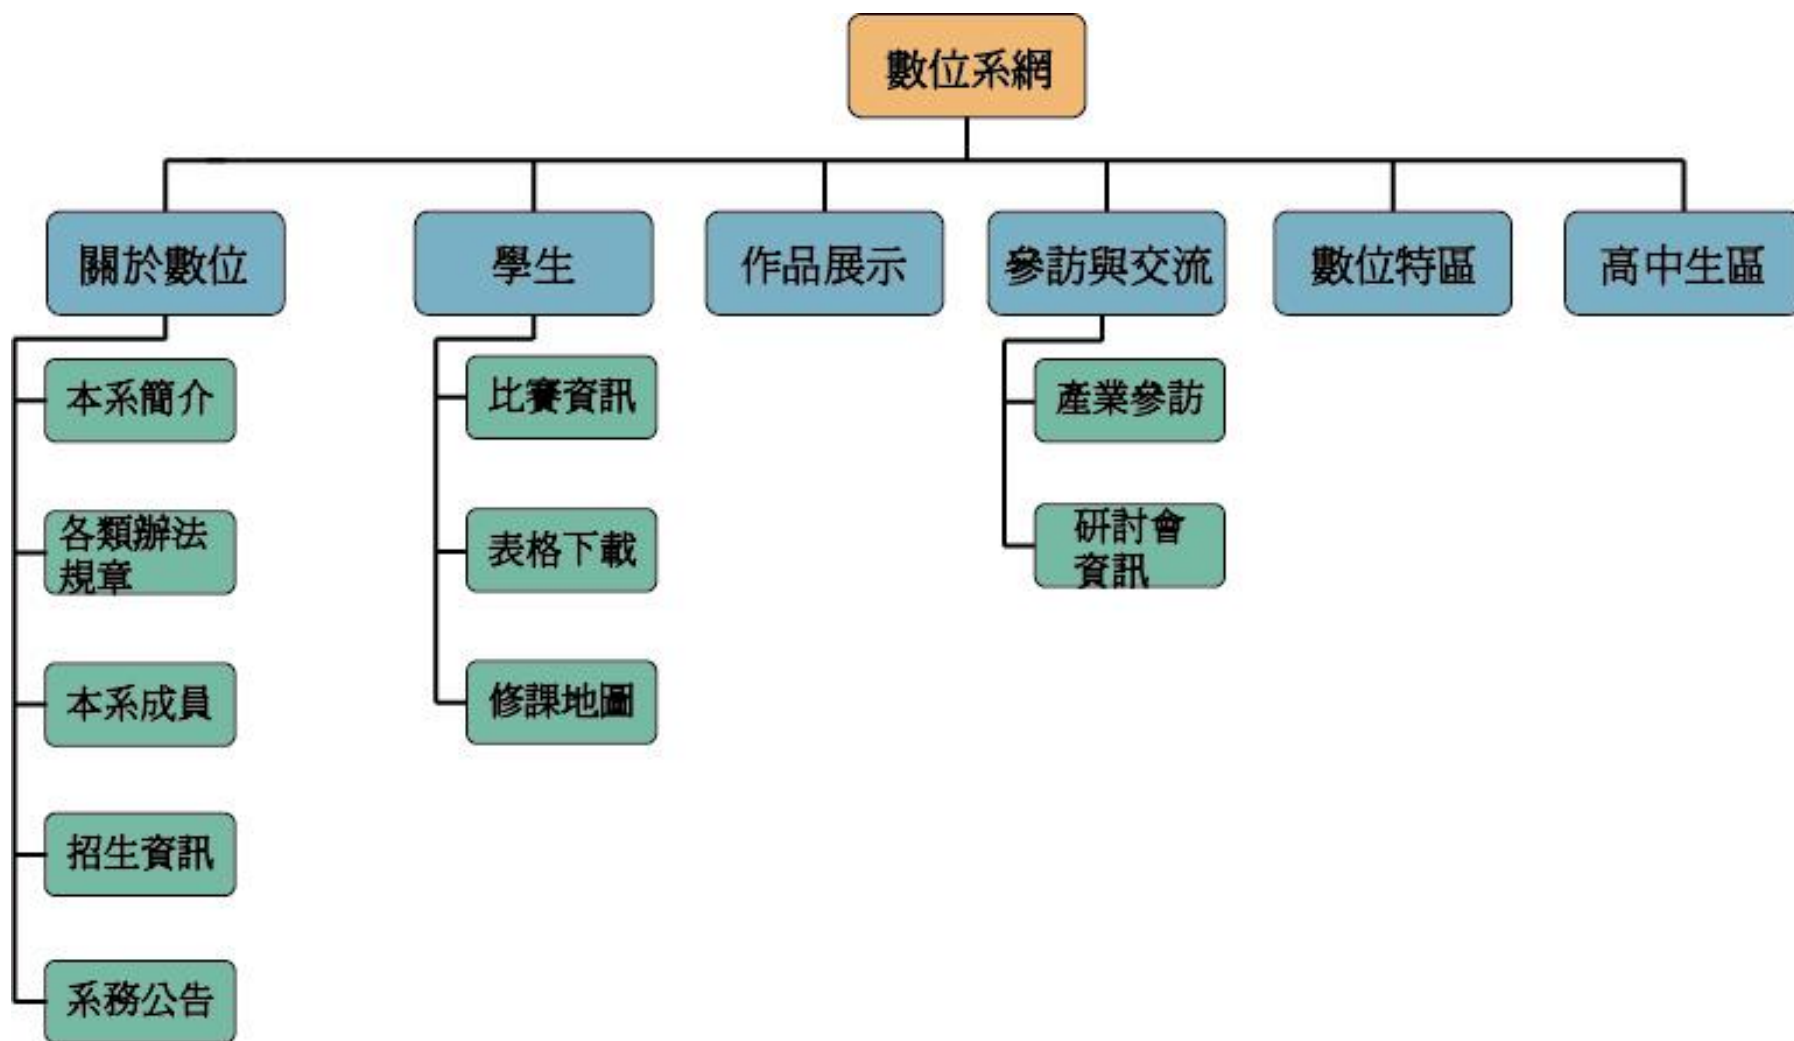 數位系網
關於數位
學生
作品展示
參訪與交流
數位特區
高中生區
本系簡介
各類辦法
規章
本系成員
招生資訊
系務公告
比賽資訊
表格下載
修課地圖
產業參訪
研討會
資訊